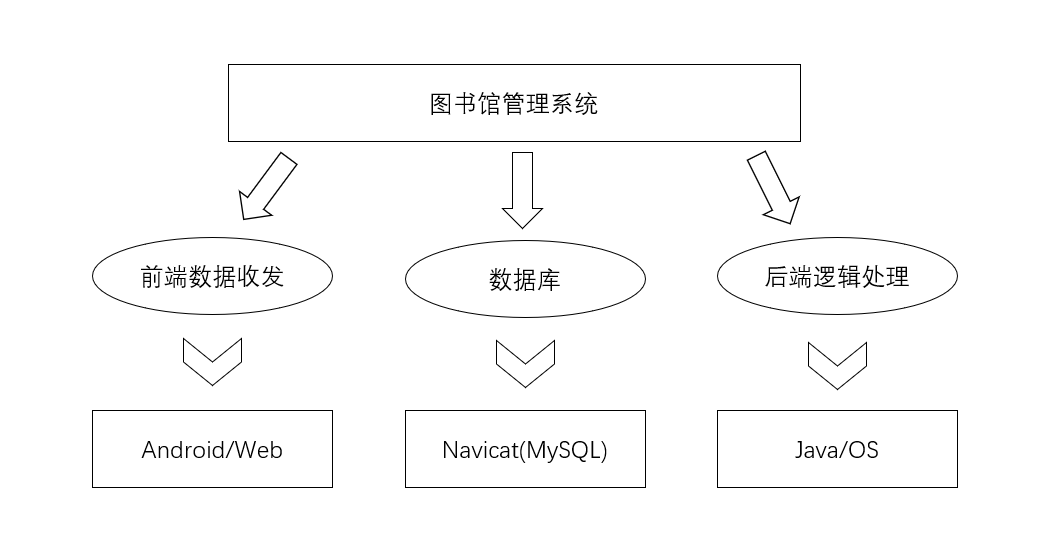 图书馆管理系统
前端数据收发
数据库
后端逻辑处理
Android/Web
Navicat(MySQL)
Java/OS